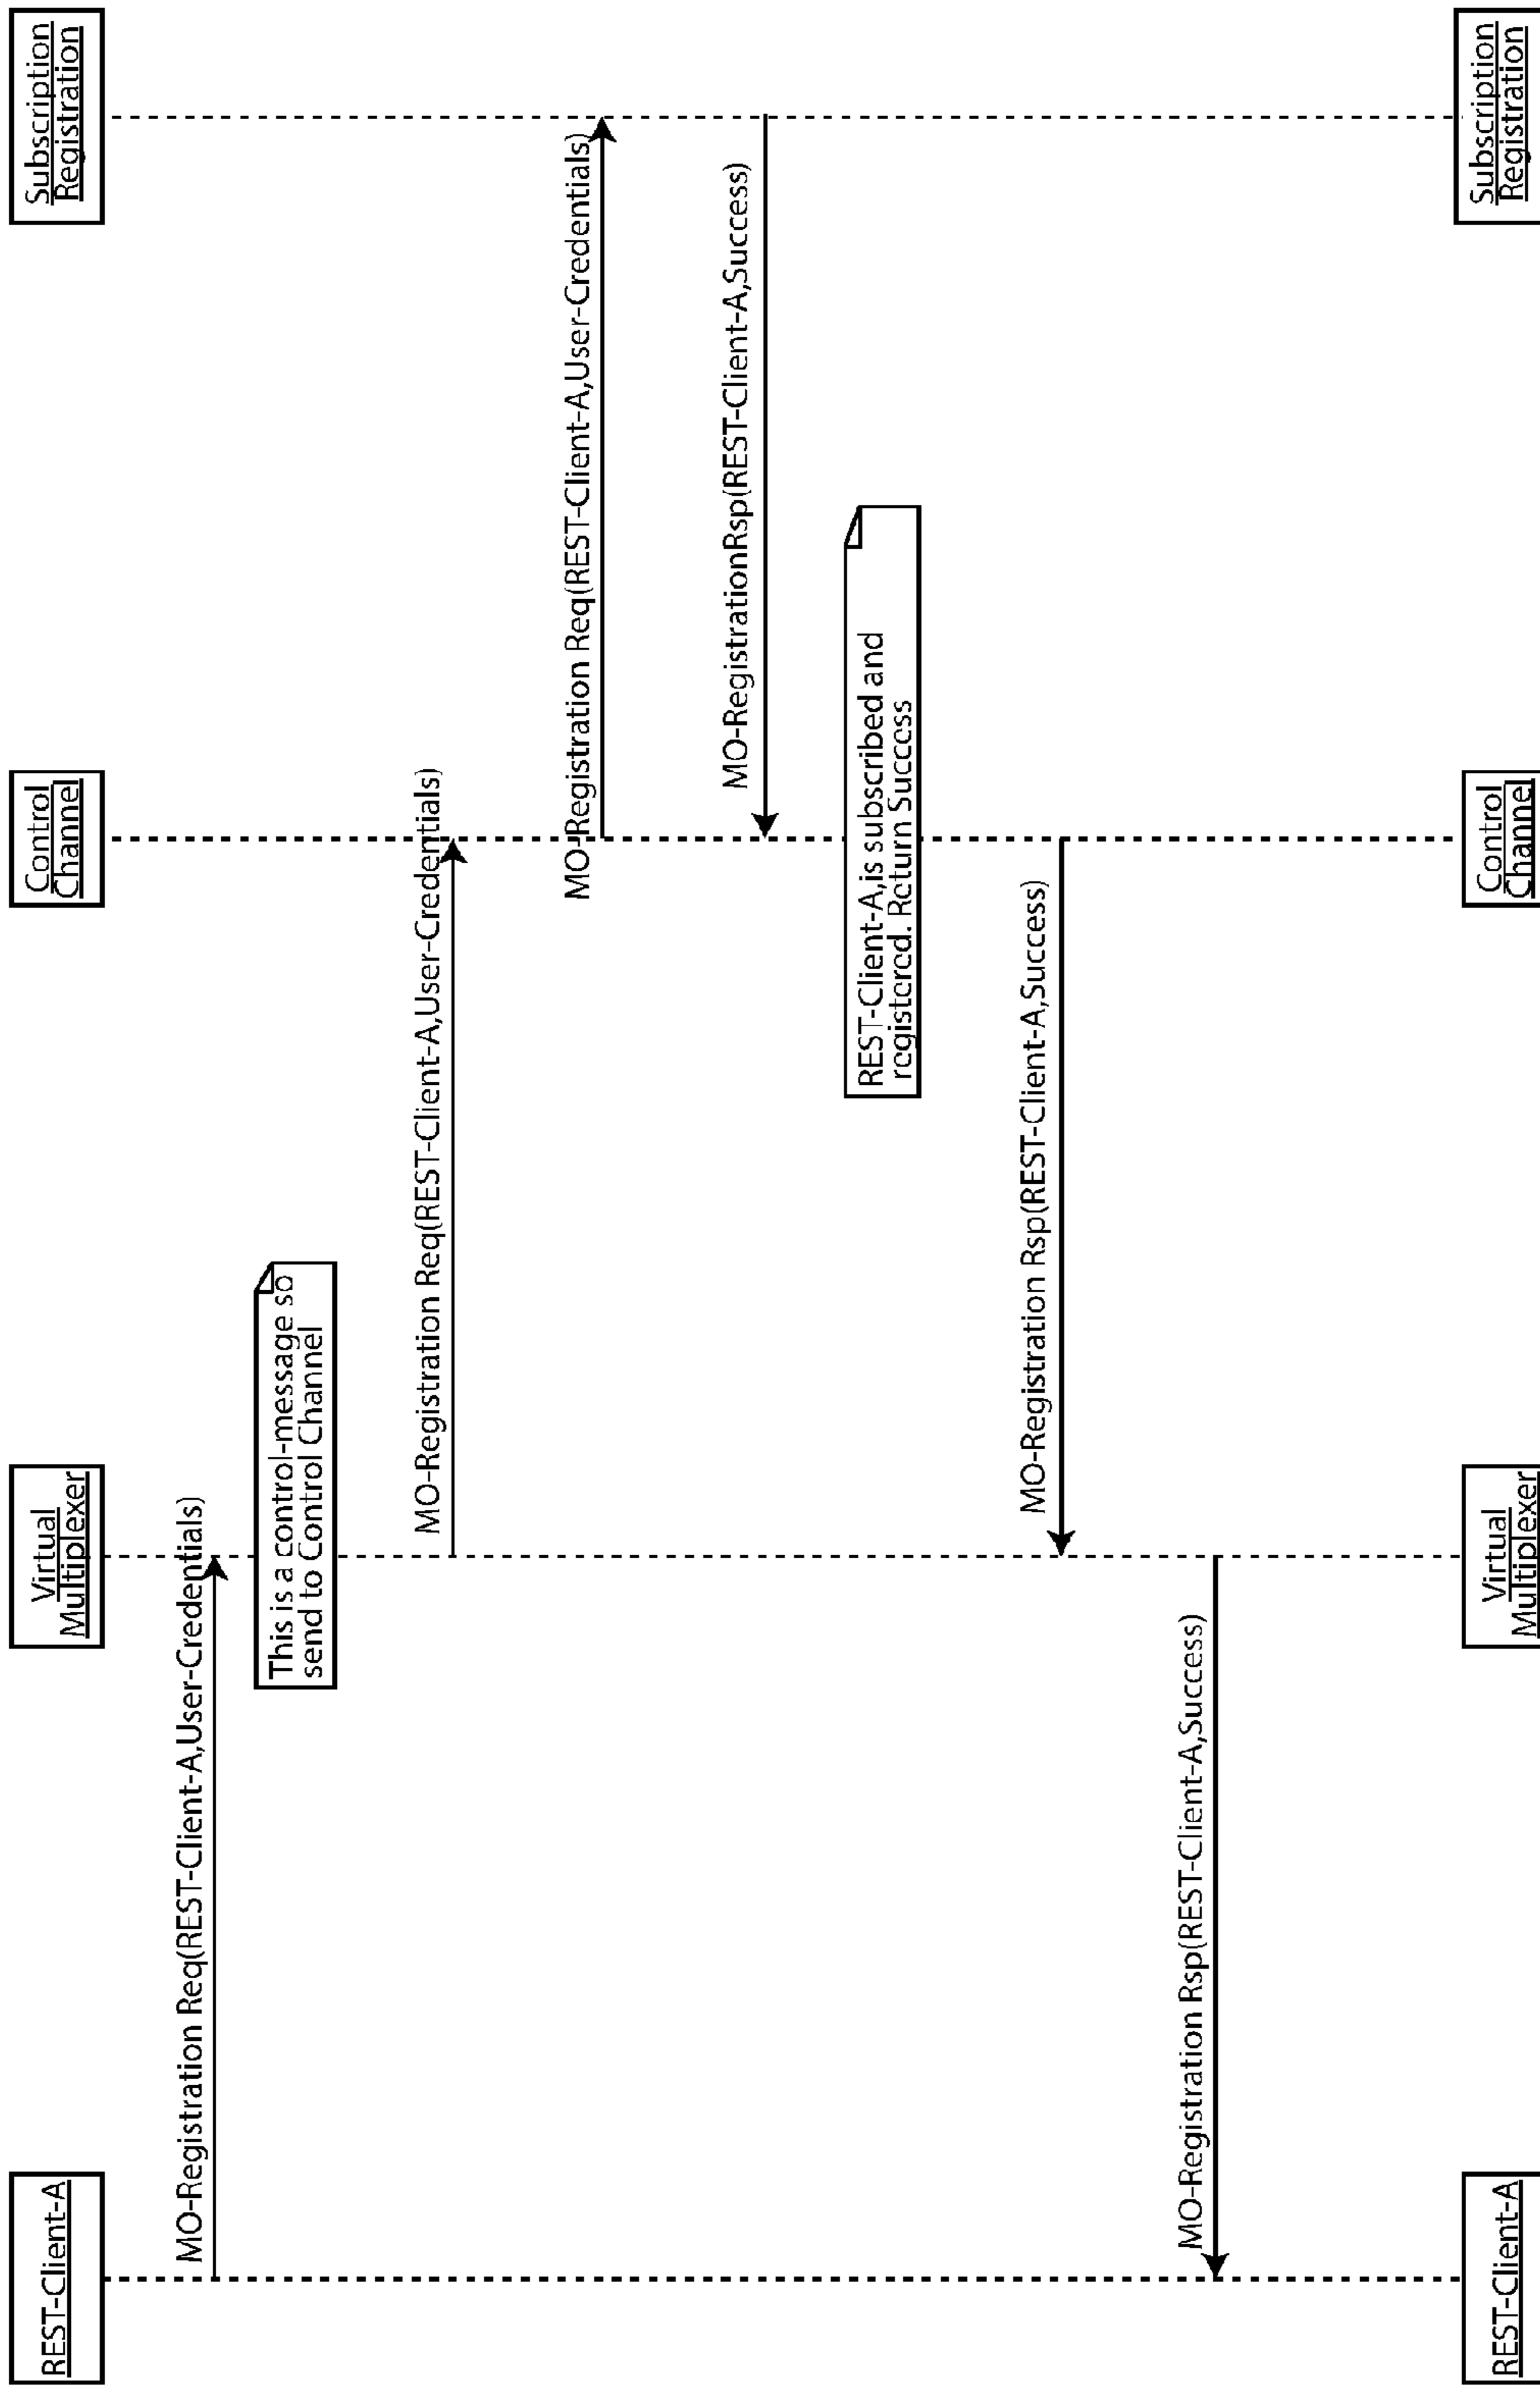 REST-Client-A
Virtual
Multiplexer
Control
Channel
Subscription
Registration
MO-Registration Req(REST-Client-A,User-Credentials)
This is a control-message so
send to Control Channel
MO-Registration Req(REST-Client-A,User-Credentials)
MO-Registration Req(REST-Client-A,User-Credentials)
MO-RegistrationRsp(REST-Client-A,Success)
REST-Client-A,is subscribed and
registered. Return Success
MO-Registration Rsp(REST-Client-A,Success)
MO-Registration Rsp(REST-Client-A,Success)
REST-Client-A
Virtual
Multiplexer
Control
Channel
Subscription
Registration